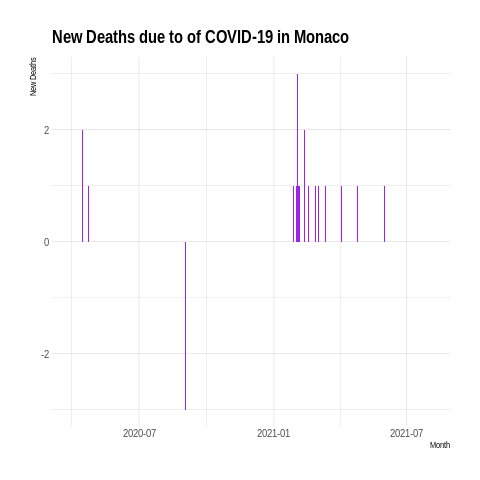 New Deaths due to of COVID-19 in Monaco
New Deaths
2
0
-2
2020-07
2021-01
2021-07
Month